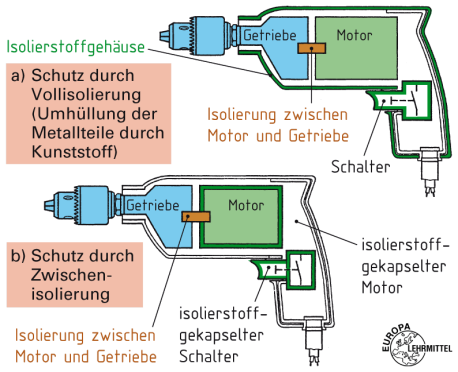 Getriebe
Motor
Isolierstoffgehäuse
a) Schutz durch
Vollisolierung
(Umhüllung der
Metallteile durch
Kunststoff)
Isolierung zwischen
Motor und Getriebe
Schalter
Getriebe
Motor
b) Schutz durch
Zwischen-
isolierung
isolierstoff-
gekapselter
Motor
isolierstoff-
gekapselter
Schalter
Isolierung zwischen
Motor und Getriebe
EUROPA
LEHRMITTEL